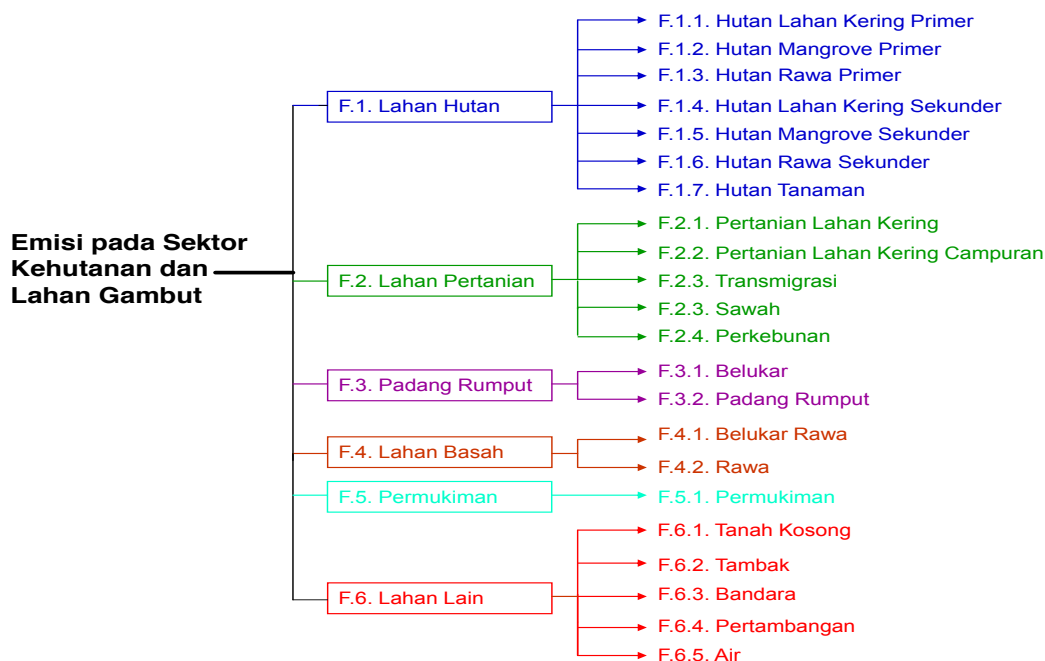 Emisi pada Sektor
Kehutanan dan
Lahan Gambut
F.1. Lahan Hutan
F.1.1. Hutan Lahan Kering Primer
F.1.2. Hutan Mangrove Primer
F.1.3. Hutan Rawa Primer
F.1.4. Hutan Lahan Kering Sekunder
F.1.5. Hutan Mangrove Sekunder
F.1.6. Hutan Rawa Sekunder
F.1.7. Hutan Tanaman
F.2. Lahan Pertanian
F.2.1. Pertanian Lahan Kering
F.2.2. Pertanian Lahan Kering Campuran
F.2.3. Transmigrasi
F.2.3. Sawah
F.2.4. Perkebunan
F.3. Padang Rumput
F.3.1. Belukar
F.3.2. Padang Rumput
F.4. Lahan Basah
F.4.1. Belukar Rawa
F.4.2. Rawa
F.5. Permukiman
F.5.1. Permukiman
F.6. Lahan Lain
F.6.1. Tanah Kosong
F.6.2. Tambak
F.6.3. Bandara
F.6.4. Pertambangan
F.6.5. Air